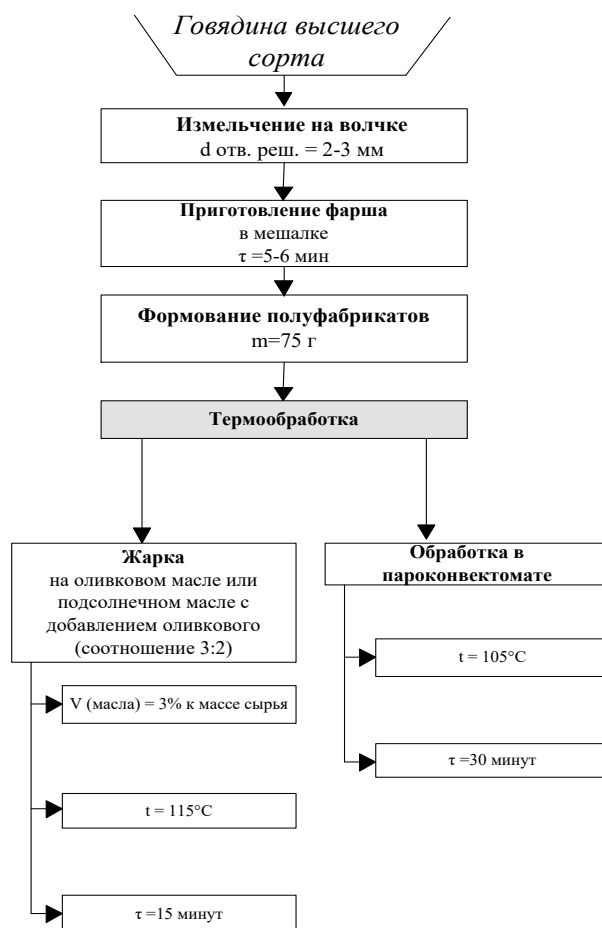 Говядина высшего
сорта
Измельчение на волчке
d отв. реш. = 2-3 мм
Приготовление фарша
в мешалке
τ =5-6 мин
Формование полуфабрикатов
m=75 г
Термообработка
Жарка
на оливковом масле или
подсолнечном масле с
добавлением оливкового
(соотношение 3:2)
V (масла) = 3% к массе сырья
t = 115°C
τ =15 минут
Обработка в
пароконвектомате
t = 105°C
τ =30 минут